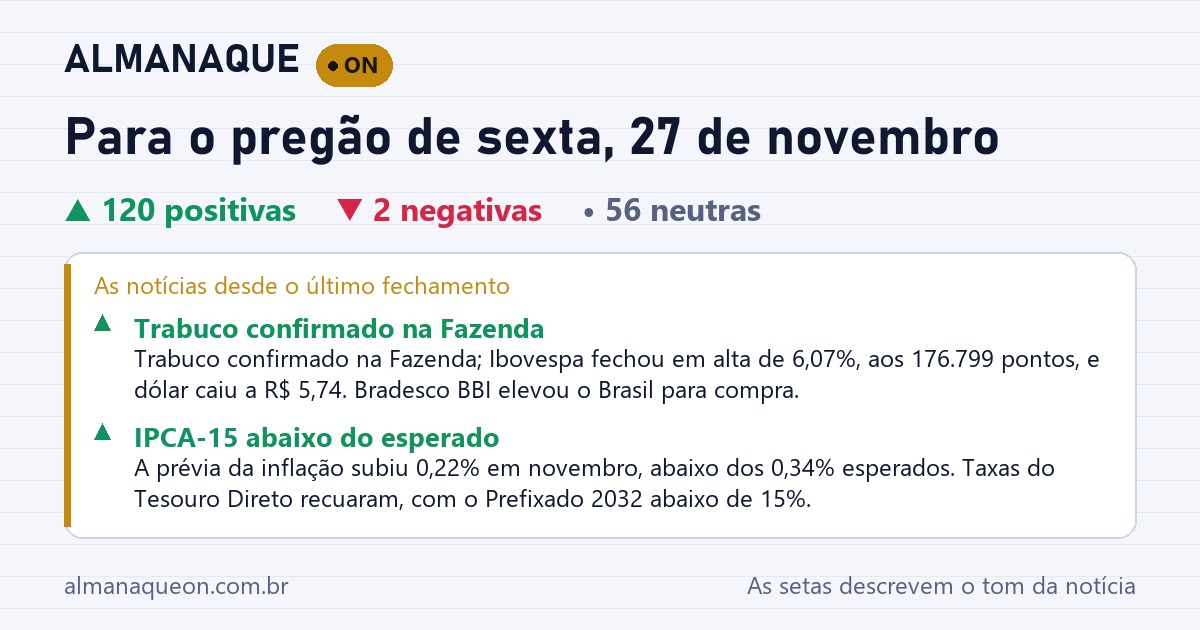 ALMANAQUE • ON
Para o pregão de sexta, 27 de novembro
▲ 120 positivas ▼ 2 negativas • 56 neutras
As notícias desde o último fechamento
▲ Trabuco confirmado na Fazenda
Trabuco confirmado na Fazenda; Ibovespa fechou em alta de 6,07%, aos 176.799 pontos, e
dólar caiu a R$ 5,74. Bradesco BBI elevou o Brasil para compra.
▲ IPCA-15 abaixo do esperado
A prévia da inflação subiu 0,22% em novembro, abaixo dos 0,34% esperados. Taxas do
Tesouro Direto recuaram, com o Prefixado 2032 abaixo de 15%.
almanaqueon.com.br
As setas descrevem o tom da notícia